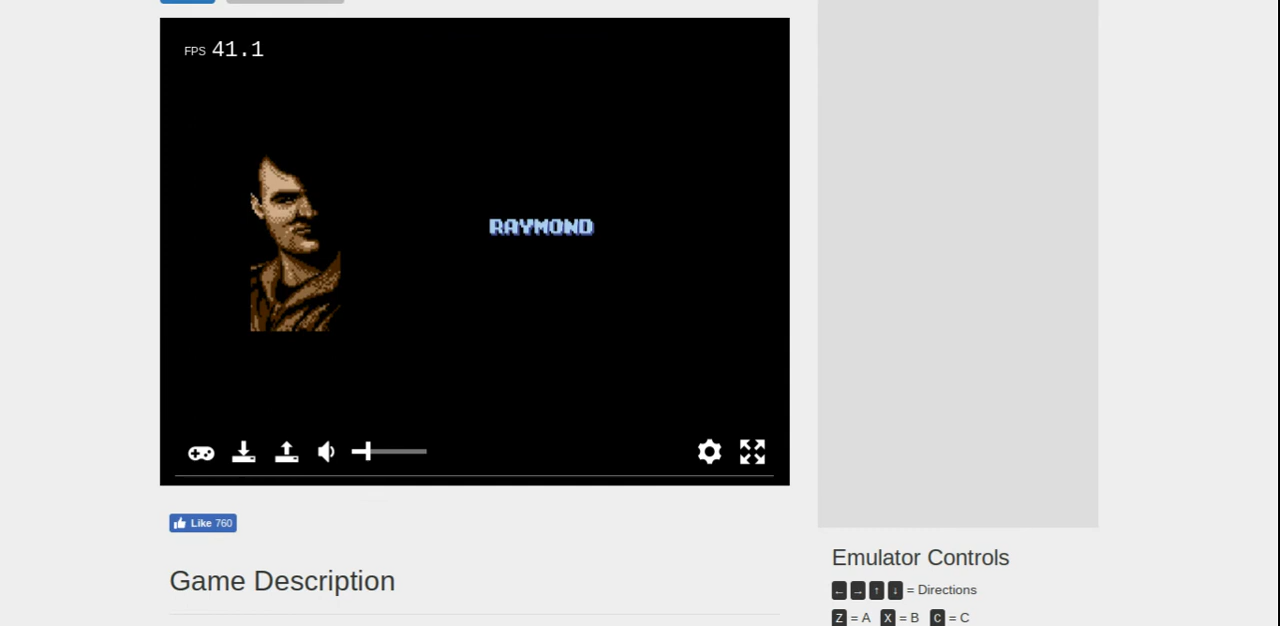 FPS 41.1
RAYMOND
Like 760
Game Description
Emulator Controls
← → ↑ ↓ = Directions
Z = A X = B C = C